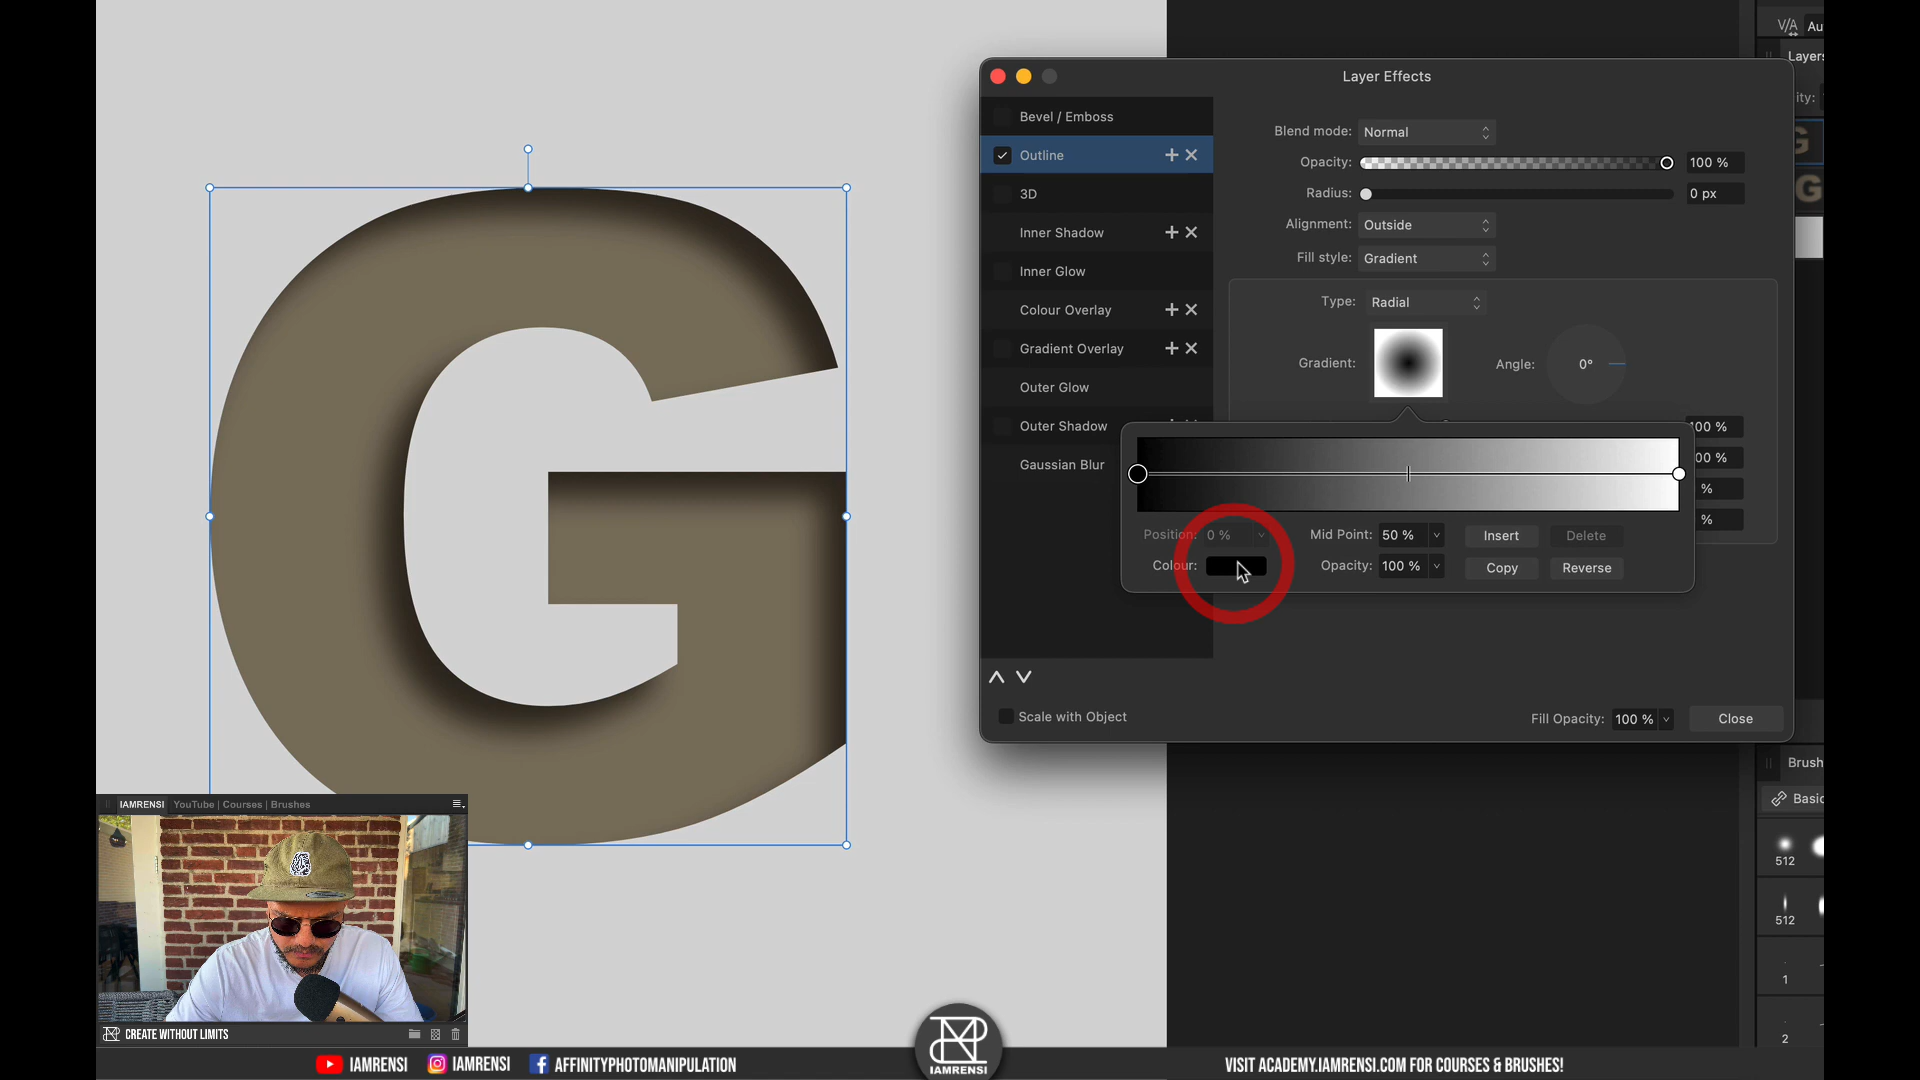 V/A Au
Layers
Layer Effects
ity:
Bevel / Emboss
Outline
3D
Inner Shadow
Inner Glow
Colour Overlay
Gradient Overlay
Outer Glow
Outer Shadow
Gaussian Blur
Blend mode: Normal
Opacity: 100 %
Radius: 0 px
Alignment: Outside
Fill style: Gradient
Type: Radial
Gradient:
Angle: 0°
100 %
00 %
%
%
Position: 0 %
Mid Point: 50 %
Insert
Delete
Colour:
Opacity: 100 %
Copy
Reverse
Scale with Object
Fill Opacity: 100 %
Close
G
Brush
Basic
512
512
1
2
IAMRENSI YouTube | Courses | Brushes
CREATE WITHOUT LIMITS
IAMRENSI
IAMRENSI
AFFINITYPHOTOMANIPULATION
IAMRENSI
VISIT ACADEMY.IAMRENSI.COM FOR COURSES & BRUSHES!